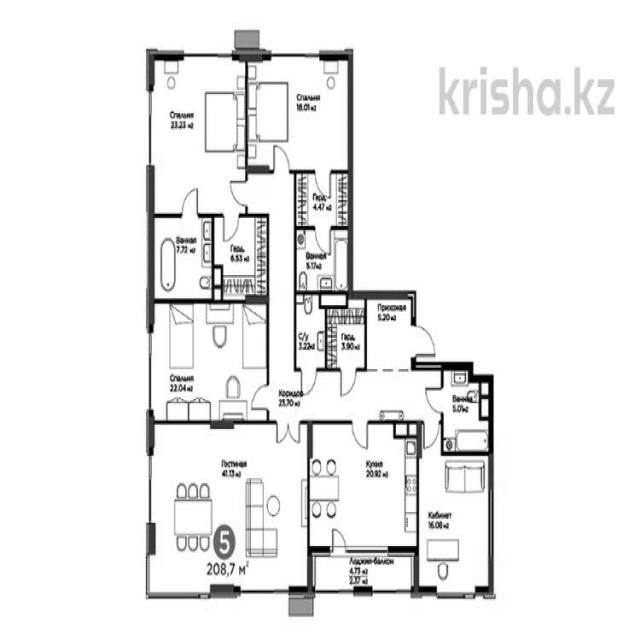 krisha.kz
Спальня
23.23 м2
Спальня
18.01 м2
Гард.
4.47 м2
Ванная
7.72 м2
Гард.
6.53 м2
Ванная
5.17 м2
Прихожая
5.20 м2
С/у
3.22 м2
Гард.
3.90 м2
Спальня
22.04 м2
Коридор
23.70 м2
Ванная
5.01 м2
Гостиная
41.13 м2
Кухня
20.92 м2
Кабинет
16.08 м2
5
208,7 м2
Лоджия-балкон
4.73 м2
2.37 м2